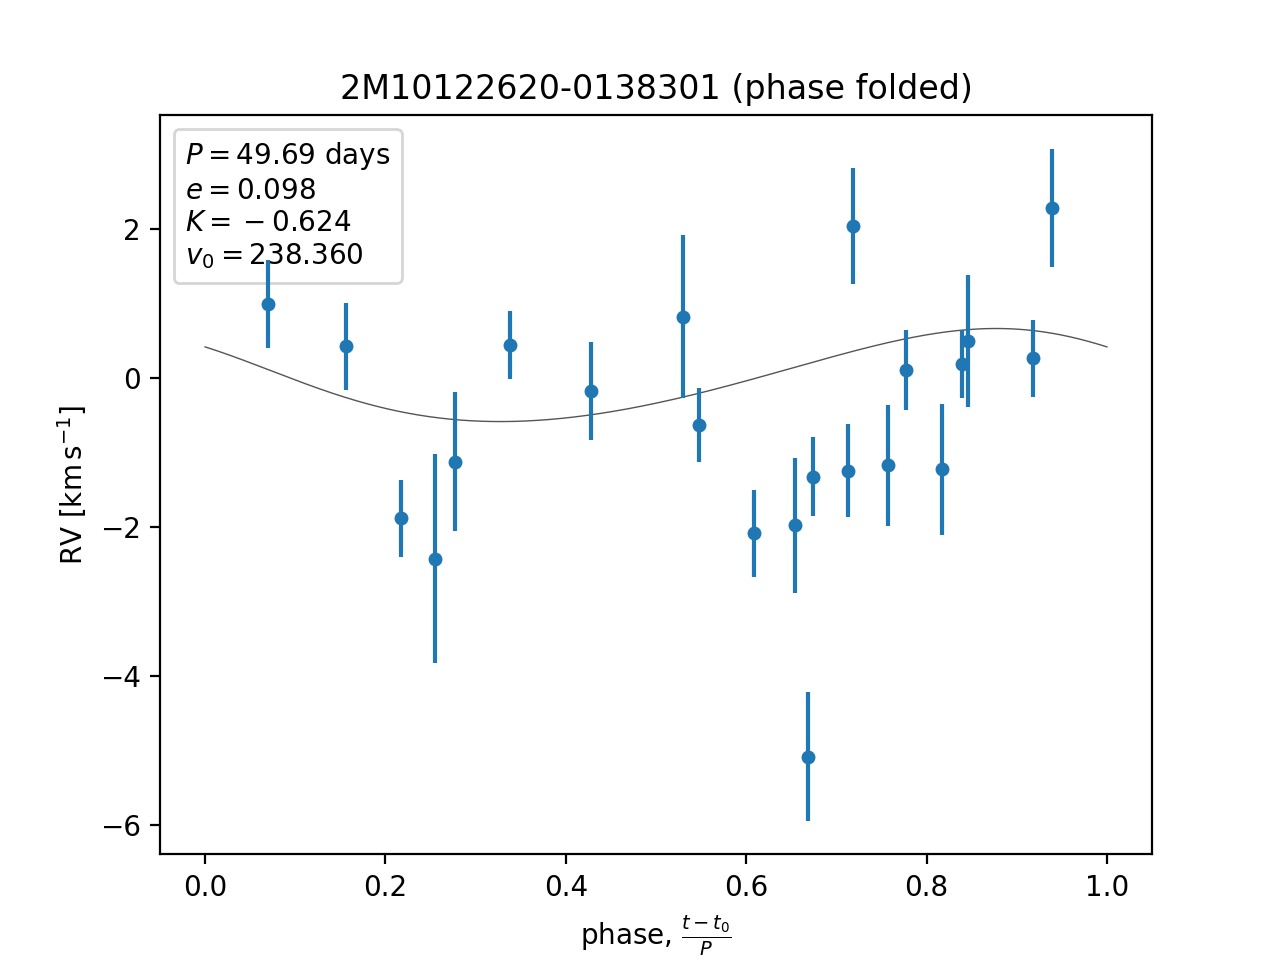 2M10122620-0138301 (phase folded)
P = 49.69 days
e = 0.098
K = −0.624
v₀ = 238.360
2
0
−2
−4
−6
RV [km s⁻¹]
0.0 0.2 0.4 0.6 0.8 1.0
phase, (t − t₀)/P